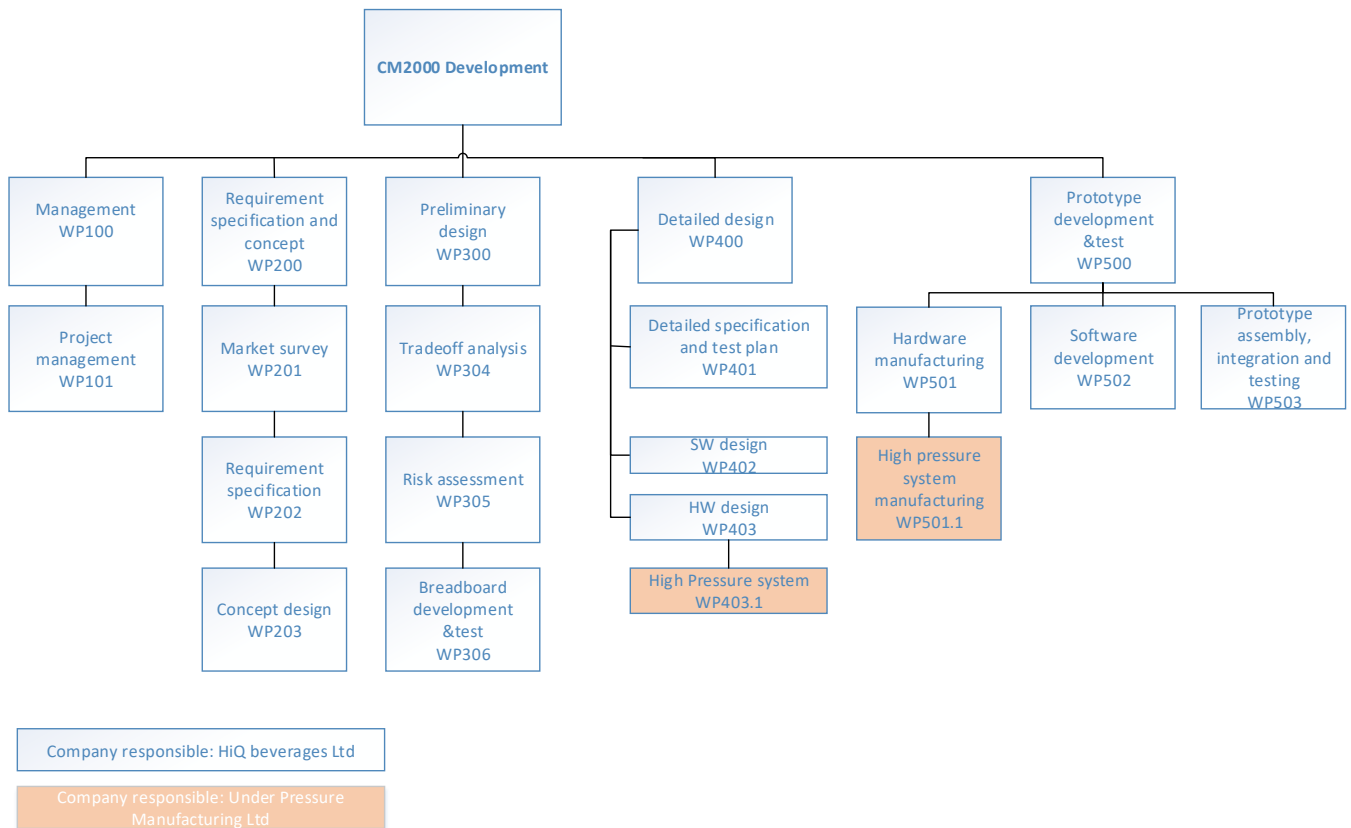 CM2000 Development
Management
WP100
Requirement
specification and
concept
WP200
Preliminary
design
WP300
Detailed design
WP400
Prototype
development
&test
WP500
Project
management
WP101
Market survey
WP201
Tradeoff analysis
WP304
Detailed specification
and test plan
WP401
Hardware
manufacturing
WP501
Software
development
WP502
Prototype
assembly,
integration and
testing
WP503
Requirement
specification
WP202
Risk assessment
WP305
SW design
WP402
HW design
WP403
High pressure
system
manufacturing
WP501.1
Concept design
WP203
Breadboard
development
&test
WP306
High Pressure system
WP403.1
Company responsible: HiQ beverages Ltd
Company responsible: Under Pressure
Manufacturing Ltd